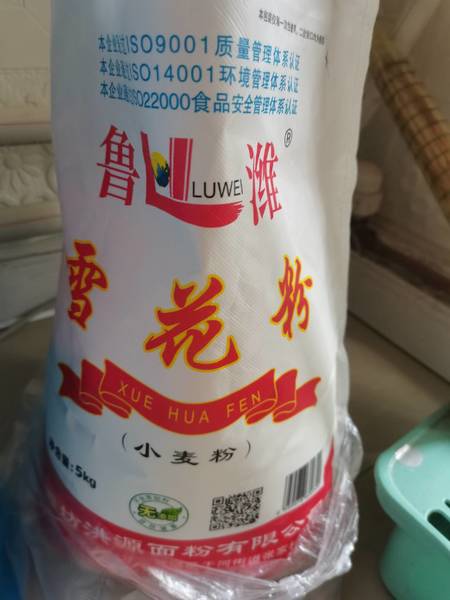 本企业通过ISO9001质量管理体系认证
本企业通过ISO14001环境管理体系认证
本企业通过ISO22000食品安全管理体系认证
鲁 LUWEI 潍®
雪花粉
XUE HUA FEN
(小麦粉)
净含量:5kg
坊洪源面粉有限公